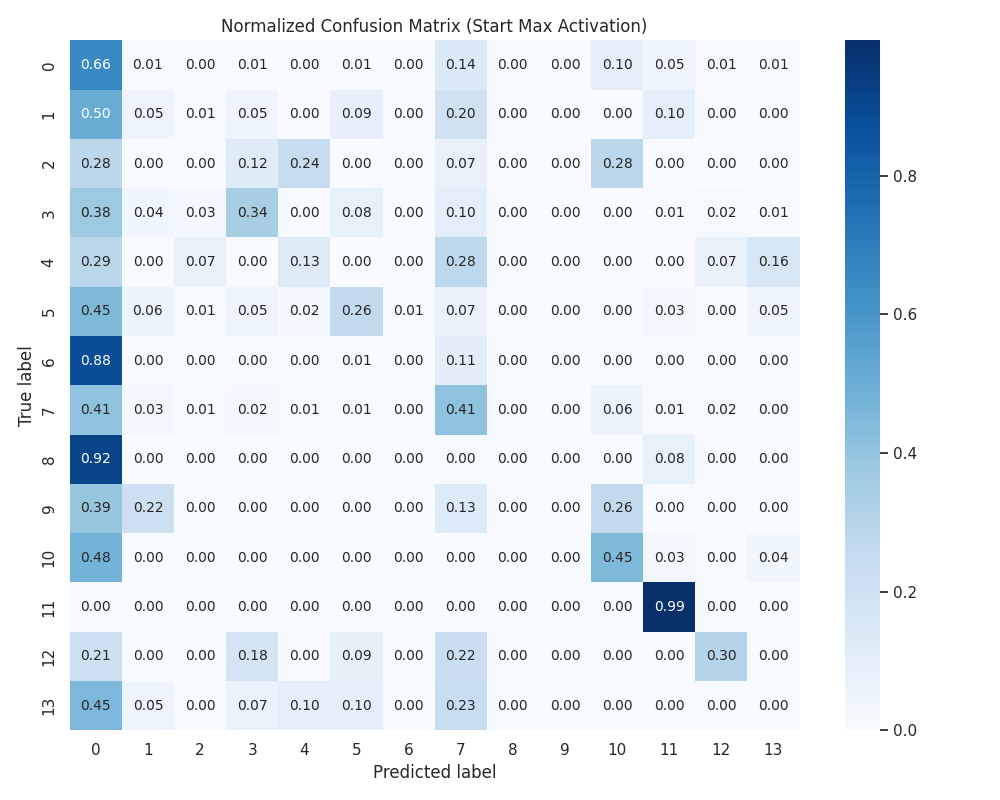 Normalized Confusion Matrix (Start Max Activation)
0 0.66 0.01 0.00 0.01 0.00 0.01 0.00 0.14 0.00 0.00 0.10 0.05 0.01 0.01
1 0.50 0.05 0.01 0.05 0.00 0.09 0.00 0.20 0.00 0.00 0.00 0.10 0.00 0.00
2 0.28 0.00 0.00 0.12 0.24 0.00 0.00 0.07 0.00 0.00 0.28 0.00 0.00 0.00
3 0.38 0.04 0.03 0.34 0.00 0.08 0.00 0.10 0.00 0.00 0.00 0.01 0.02 0.01
4 0.29 0.00 0.07 0.00 0.13 0.00 0.00 0.28 0.00 0.00 0.00 0.00 0.07 0.16
5 0.45 0.06 0.01 0.05 0.02 0.26 0.01 0.07 0.00 0.00 0.00 0.03 0.00 0.05
6 0.88 0.00 0.00 0.00 0.00 0.01 0.00 0.11 0.00 0.00 0.00 0.00 0.00 0.00
7 0.41 0.03 0.01 0.02 0.01 0.01 0.00 0.41 0.00 0.00 0.06 0.01 0.02 0.00
8 0.92 0.00 0.00 0.00 0.00 0.00 0.00 0.00 0.00 0.00 0.00 0.08 0.00 0.00
9 0.39 0.22 0.00 0.00 0.00 0.00 0.00 0.13 0.00 0.00 0.26 0.00 0.00 0.00
10 0.48 0.00 0.00 0.00 0.00 0.00 0.00 0.00 0.00 0.00 0.45 0.03 0.00 0.04
11 0.00 0.00 0.00 0.00 0.00 0.00 0.00 0.00 0.00 0.00 0.00 0.99 0.00 0.00
12 0.21 0.00 0.00 0.18 0.00 0.09 0.00 0.22 0.00 0.00 0.00 0.00 0.30 0.00
13 0.45 0.05 0.00 0.07 0.10 0.10 0.00 0.23 0.00 0.00 0.00 0.00 0.00 0.00
0 1 2 3 4 5 6 7 8 9 10 11 12 13
Predicted label
True label
0.8
0.6
0.4
0.2
0.0